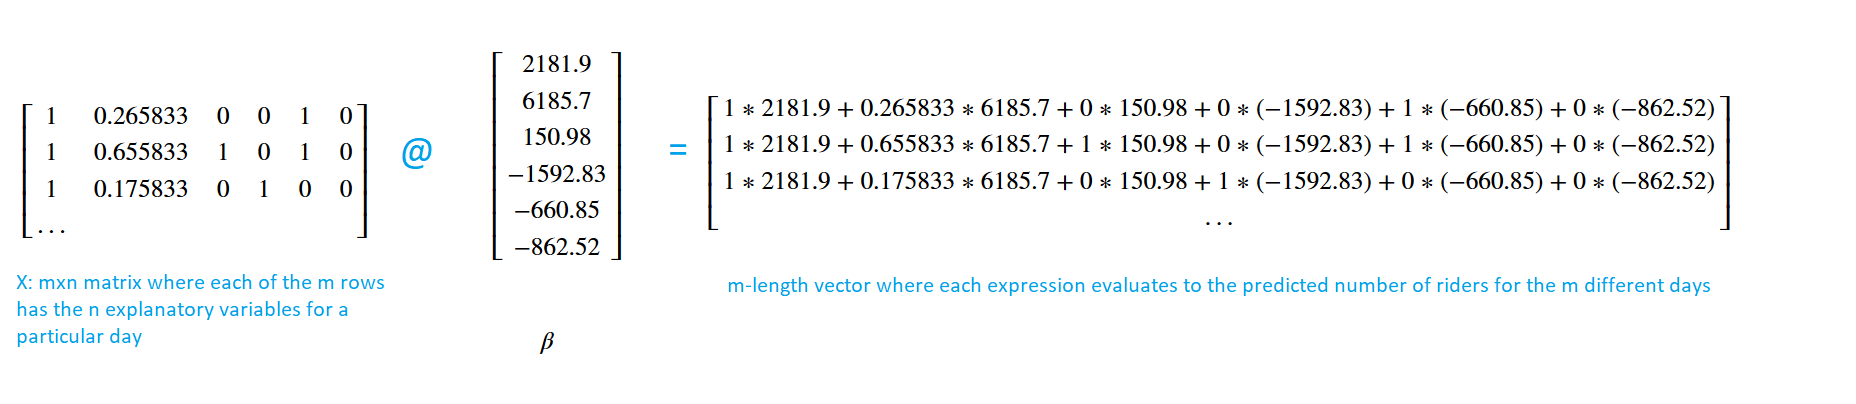 1 0.265833 0 0 1 0
1 0.655833 1 0 1 0
1 0.175833 0 1 0 0
...
@
2181.9
6185.7
150.98
−1592.83
−660.85
−862.52
=
1 ∗ 2181.9 + 0.265833 ∗ 6185.7 + 0 ∗ 150.98 + 0 ∗ (−1592.83) + 1 ∗ (−660.85) + 0 ∗ (−862.52)
1 ∗ 2181.9 + 0.655833 ∗ 6185.7 + 1 ∗ 150.98 + 0 ∗ (−1592.83) + 1 ∗ (−660.85) + 0 ∗ (−862.52)
1 ∗ 2181.9 + 0.175833 ∗ 6185.7 + 0 ∗ 150.98 + 1 ∗ (−1592.83) + 0 ∗ (−660.85) + 0 ∗ (−862.52)
...
X: mxn matrix where each of the m rows
has the n explanatory variables for a
particular day
β
m-length vector where each expression evaluates to the predicted number of riders for the m different days